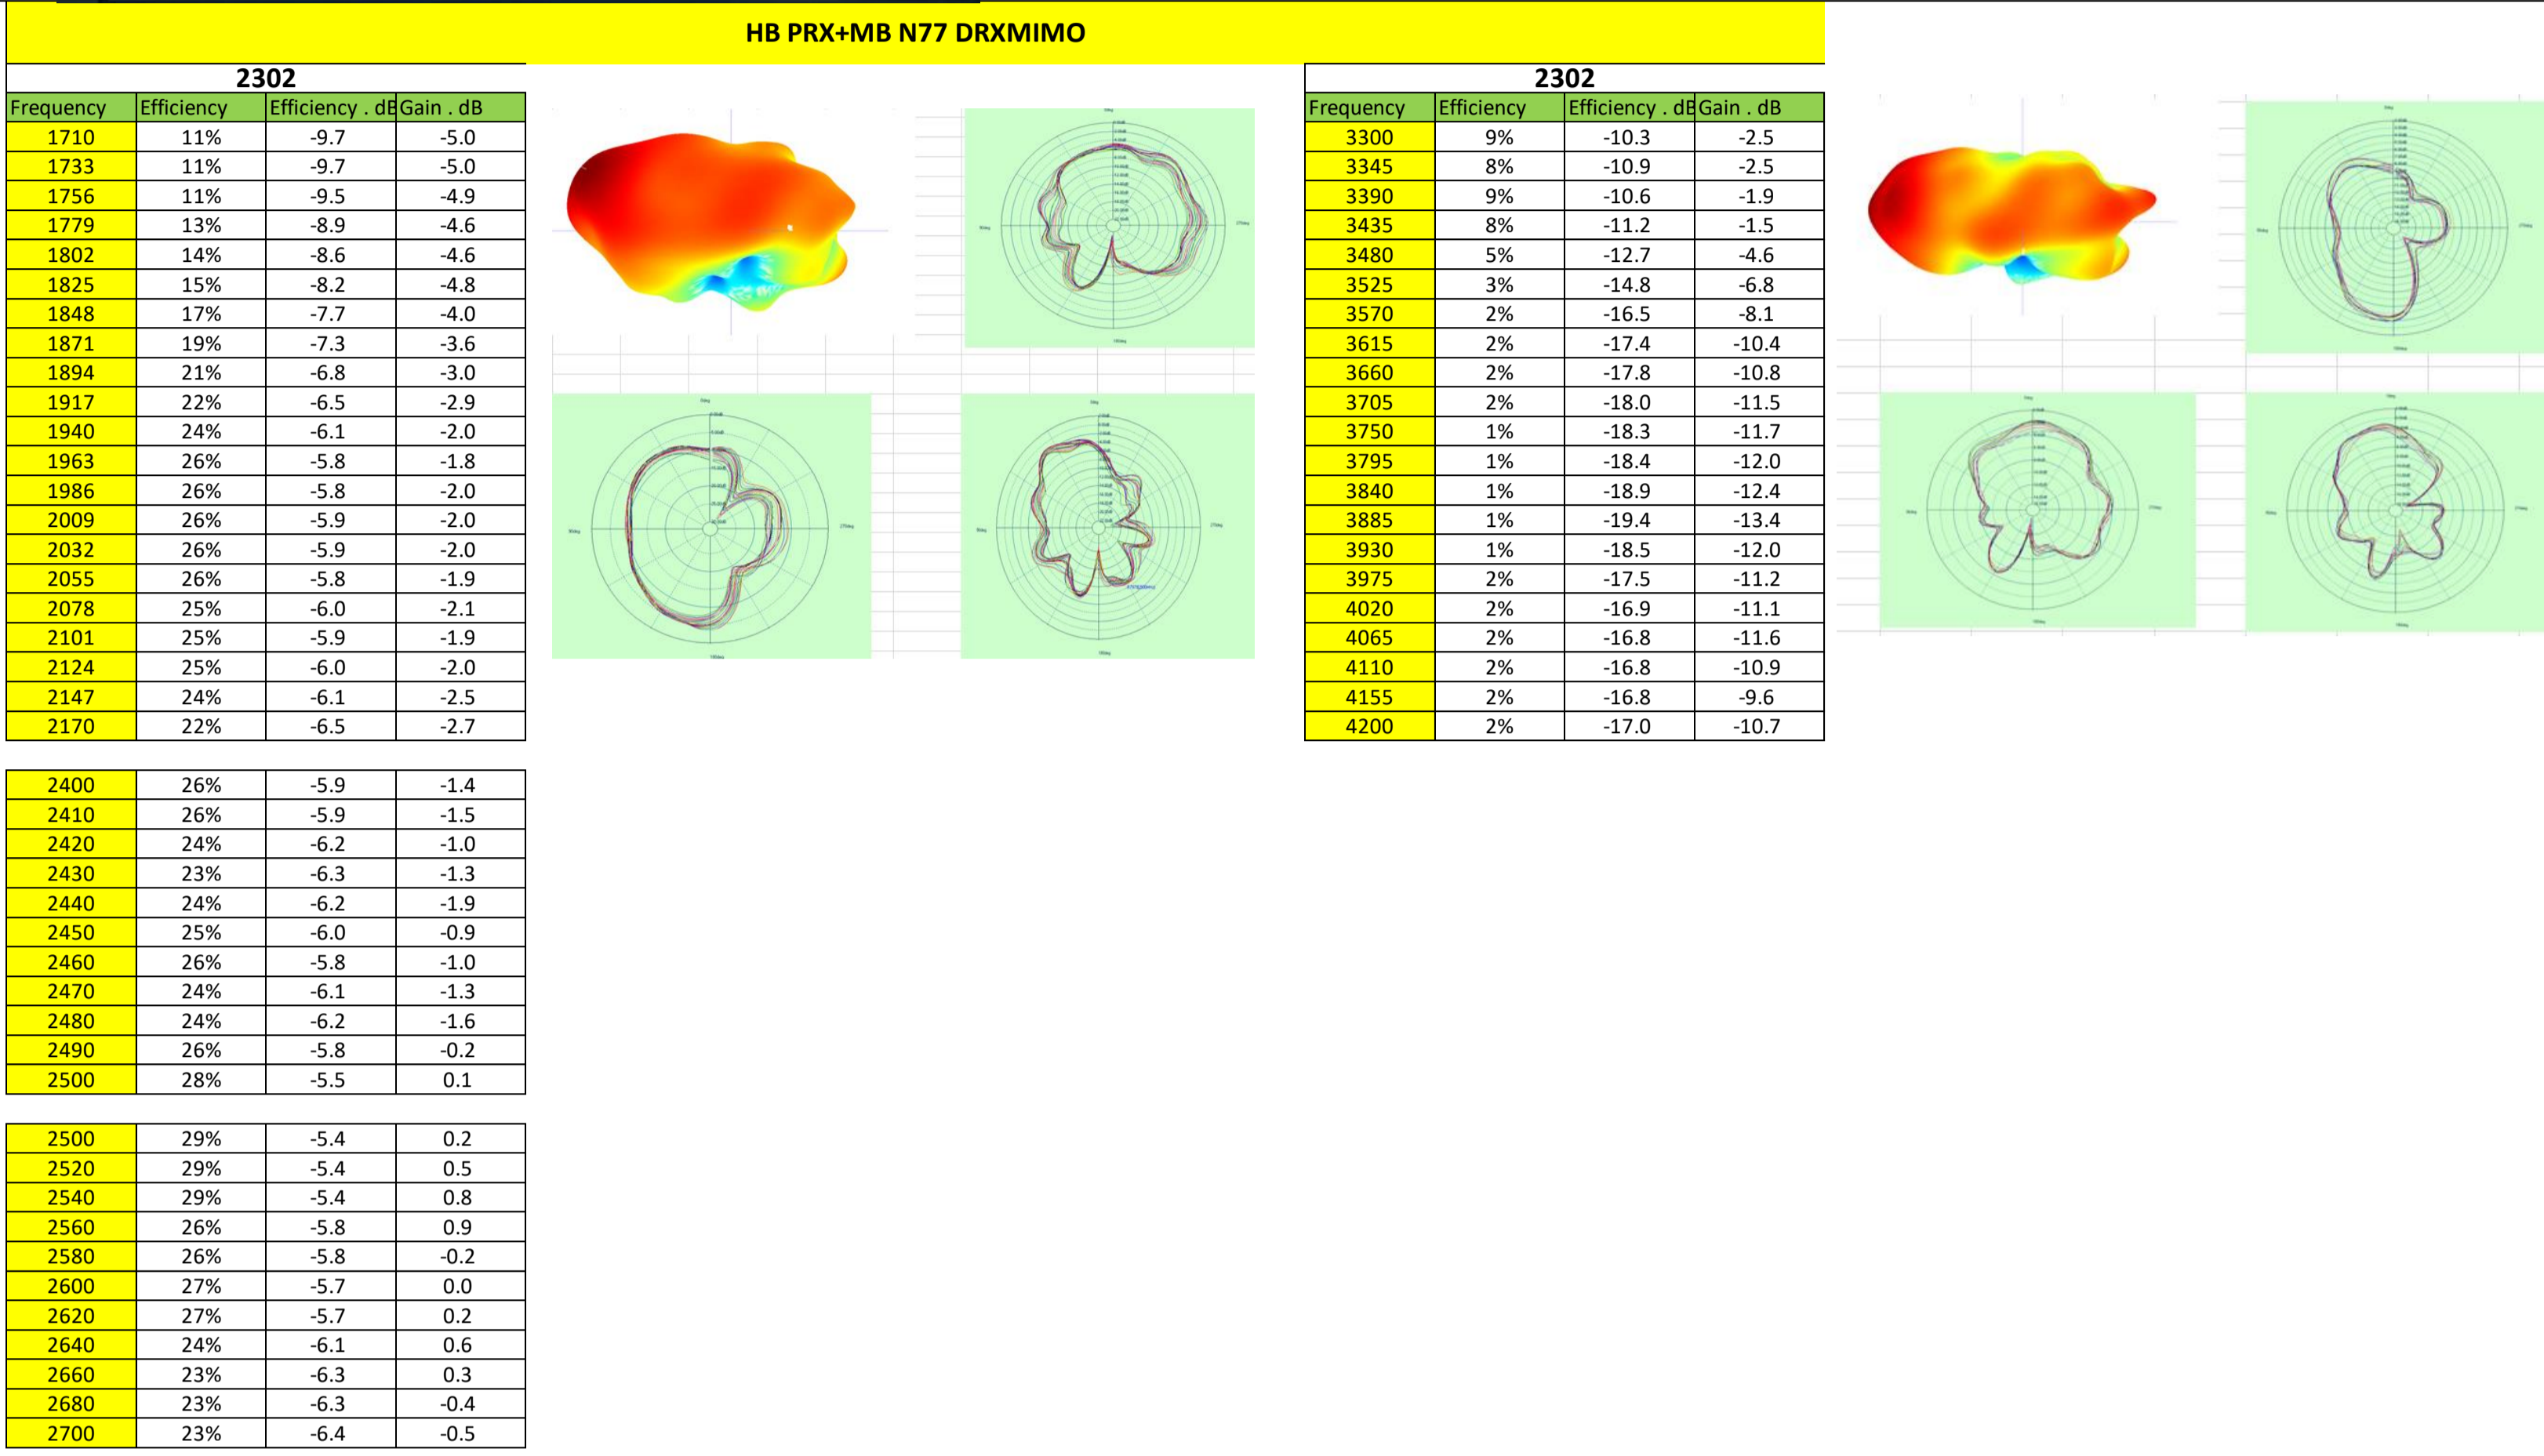 HB PRX+MB N77 DRXMIMO
2302
Frequency Efficiency Efficiency . dB Gain . dB
1710 11% -9.7 -5.0
1733 11% -9.7 -5.0
1756 11% -9.5 -4.9
1779 13% -8.9 -4.6
1802 14% -8.6 -4.6
1825 15% -8.2 -4.8
1848 17% -7.7 -4.0
1871 19% -7.3 -3.6
1894 21% -6.8 -3.0
1917 22% -6.5 -2.9
1940 24% -6.1 -2.0
1963 26% -5.8 -1.8
1986 26% -5.8 -2.0
2009 26% -5.9 -2.0
2032 26% -5.9 -2.0
2055 26% -5.8 -1.9
2078 25% -6.0 -2.1
2101 25% -5.9 -1.9
2124 25% -6.0 -2.0
2147 24% -6.1 -2.5
2170 22% -6.5 -2.7
2400 26% -5.9 -1.4
2410 26% -5.9 -1.5
2420 24% -6.2 -1.0
2430 23% -6.3 -1.3
2440 24% -6.2 -1.9
2450 25% -6.0 -0.9
2460 26% -5.8 -1.0
2470 24% -6.1 -1.3
2480 24% -6.2 -1.6
2490 26% -5.8 -0.2
2500 28% -5.5 0.1
2500 29% -5.4 0.2
2520 29% -5.4 0.5
2540 29% -5.4 0.8
2560 26% -5.8 0.9
2580 26% -5.8 -0.2
2600 27% -5.7 0.0
2620 27% -5.7 0.2
2640 24% -6.1 0.6
2660 23% -6.3 0.3
2680 23% -6.3 -0.4
2700 23% -6.4 -0.5
2302
Frequency Efficiency Efficiency . dB Gain . dB
3300 9% -10.3 -2.5
3345 8% -10.9 -2.5
3390 9% -10.6 -1.9
3435 8% -11.2 -1.5
3480 5% -12.7 -4.6
3525 3% -14.8 -6.8
3570 2% -16.5 -8.1
3615 2% -17.4 -10.4
3660 2% -17.8 -10.8
3705 2% -18.0 -11.5
3750 1% -18.3 -11.7
3795 1% -18.4 -12.0
3840 1% -18.9 -12.4
3885 1% -19.4 -13.4
3930 1% -18.5 -12.0
3975 2% -17.5 -11.2
4020 2% -16.9 -11.1
4065 2% -16.8 -11.6
4110 2% -16.8 -10.9
4155 2% -16.8 -9.6
4200 2% -17.0 -10.7